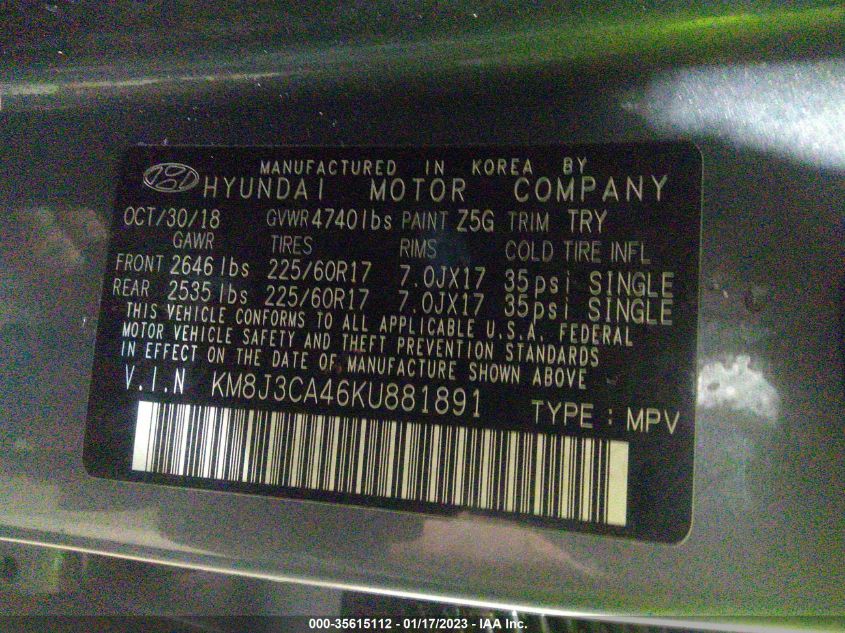 MANUFACTURED IN KOREA BY
HYUNDAI MOTOR COMPANY
OCT/30/18 GVWR 4740lbs PAINT Z5G TRIM TRY
GAWR TIRES RIMS COLD TIRE INFL
FRONT 2646 lbs 225/60R17 7.0JX17 35psi SINGLE
REAR 2535 lbs 225/60R17 7.0JX17 35psi SINGLE
THIS VEHICLE CONFORMS TO ALL APPLICABLE U.S.A. FEDERAL
MOTOR VEHICLE SAFETY AND THEFT PREVENTION STANDARDS
IN EFFECT ON THE DATE OF MANUFACTURE SHOWN ABOVE
V.I.N KM8J3CA46KU881891 TYPE : MPV
000-35615112 - 01/17/2023 - IAA Inc.